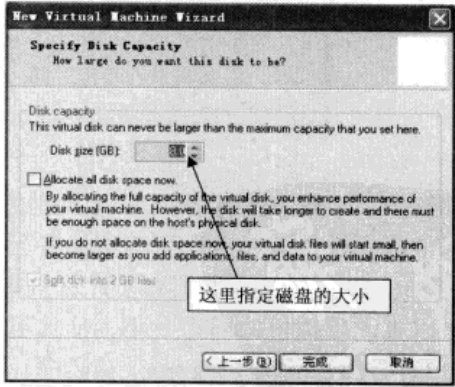 New Virtual Machine Wizard
Specify Disk Capacity
How large do you want this disk to be?
Disk capacity
This virtual disk can never be larger than the maximum capacity that you set here.
Disk size (GB):
Allocate all disk space now.
By allocating the full capacity of the virtual disk, you enhance performance of
your virtual machine. However, the disk will take longer to create and there must
be enough space on the host's physical disk.
If you do not allocate disk space now, your virtual disk files will start small, then
become larger as you add applications, files, and data to your virtual machine.
Split disk into 2 GB files
这里指定磁盘的大小
<上一步(B) 完成 取消